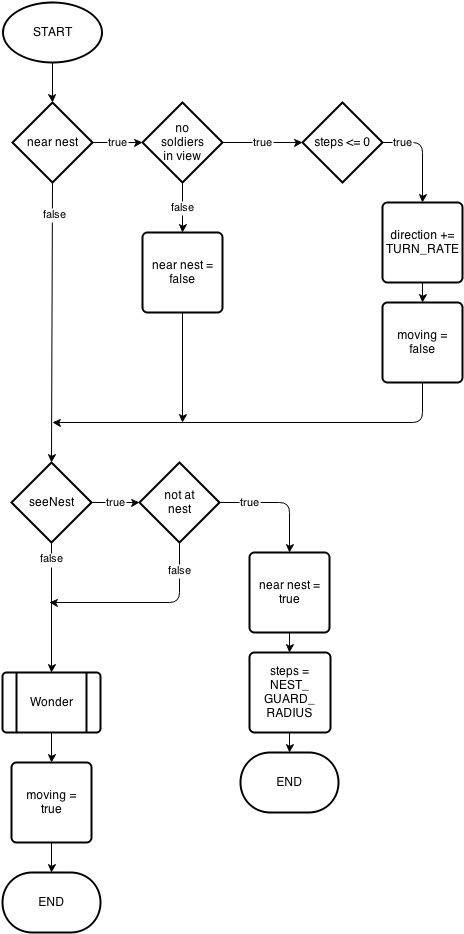 START
near nest
true
no
soldiers
in view
true
steps <= 0
true
false
false
direction +=
TURN_RATE
near nest =
false
moving =
false
seeNest
true
not at
nest
true
false
false
near nest =
true
steps =
NEST_
GUARD_
RADIUS
Wonder
END
moving =
true
END